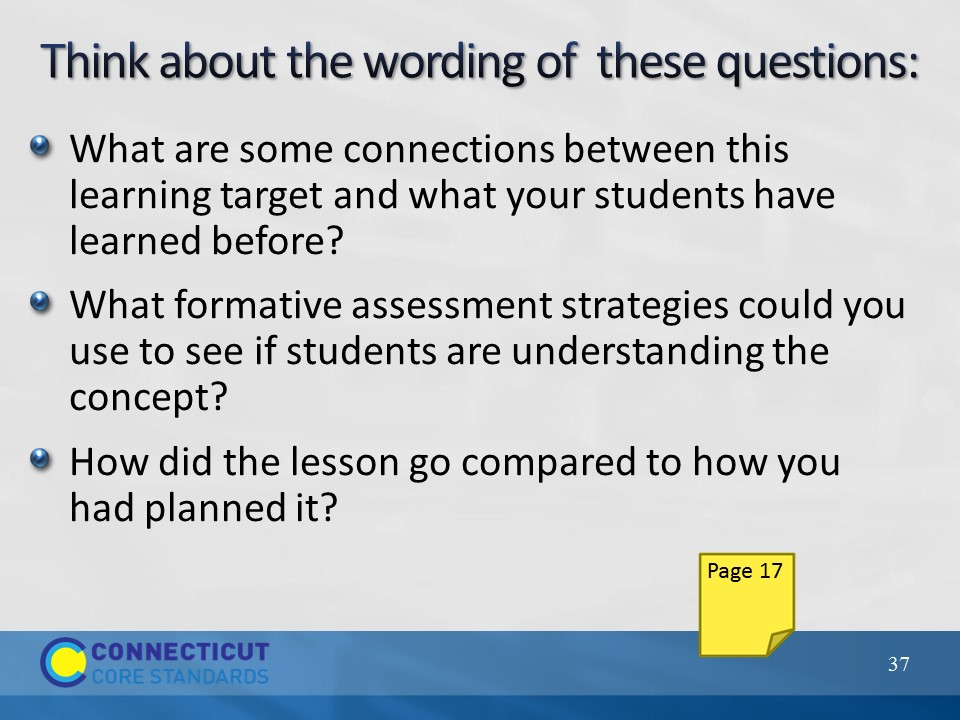 Think about the wording of these questions:
What are some connections between this
learning target and what your students have
learned before?
What formative assessment strategies could you
use to see if students are understanding the
concept?
How did the lesson go compared to how you
had planned it?
Page 17
CONNECTICUT
CORE STANDARDS
37